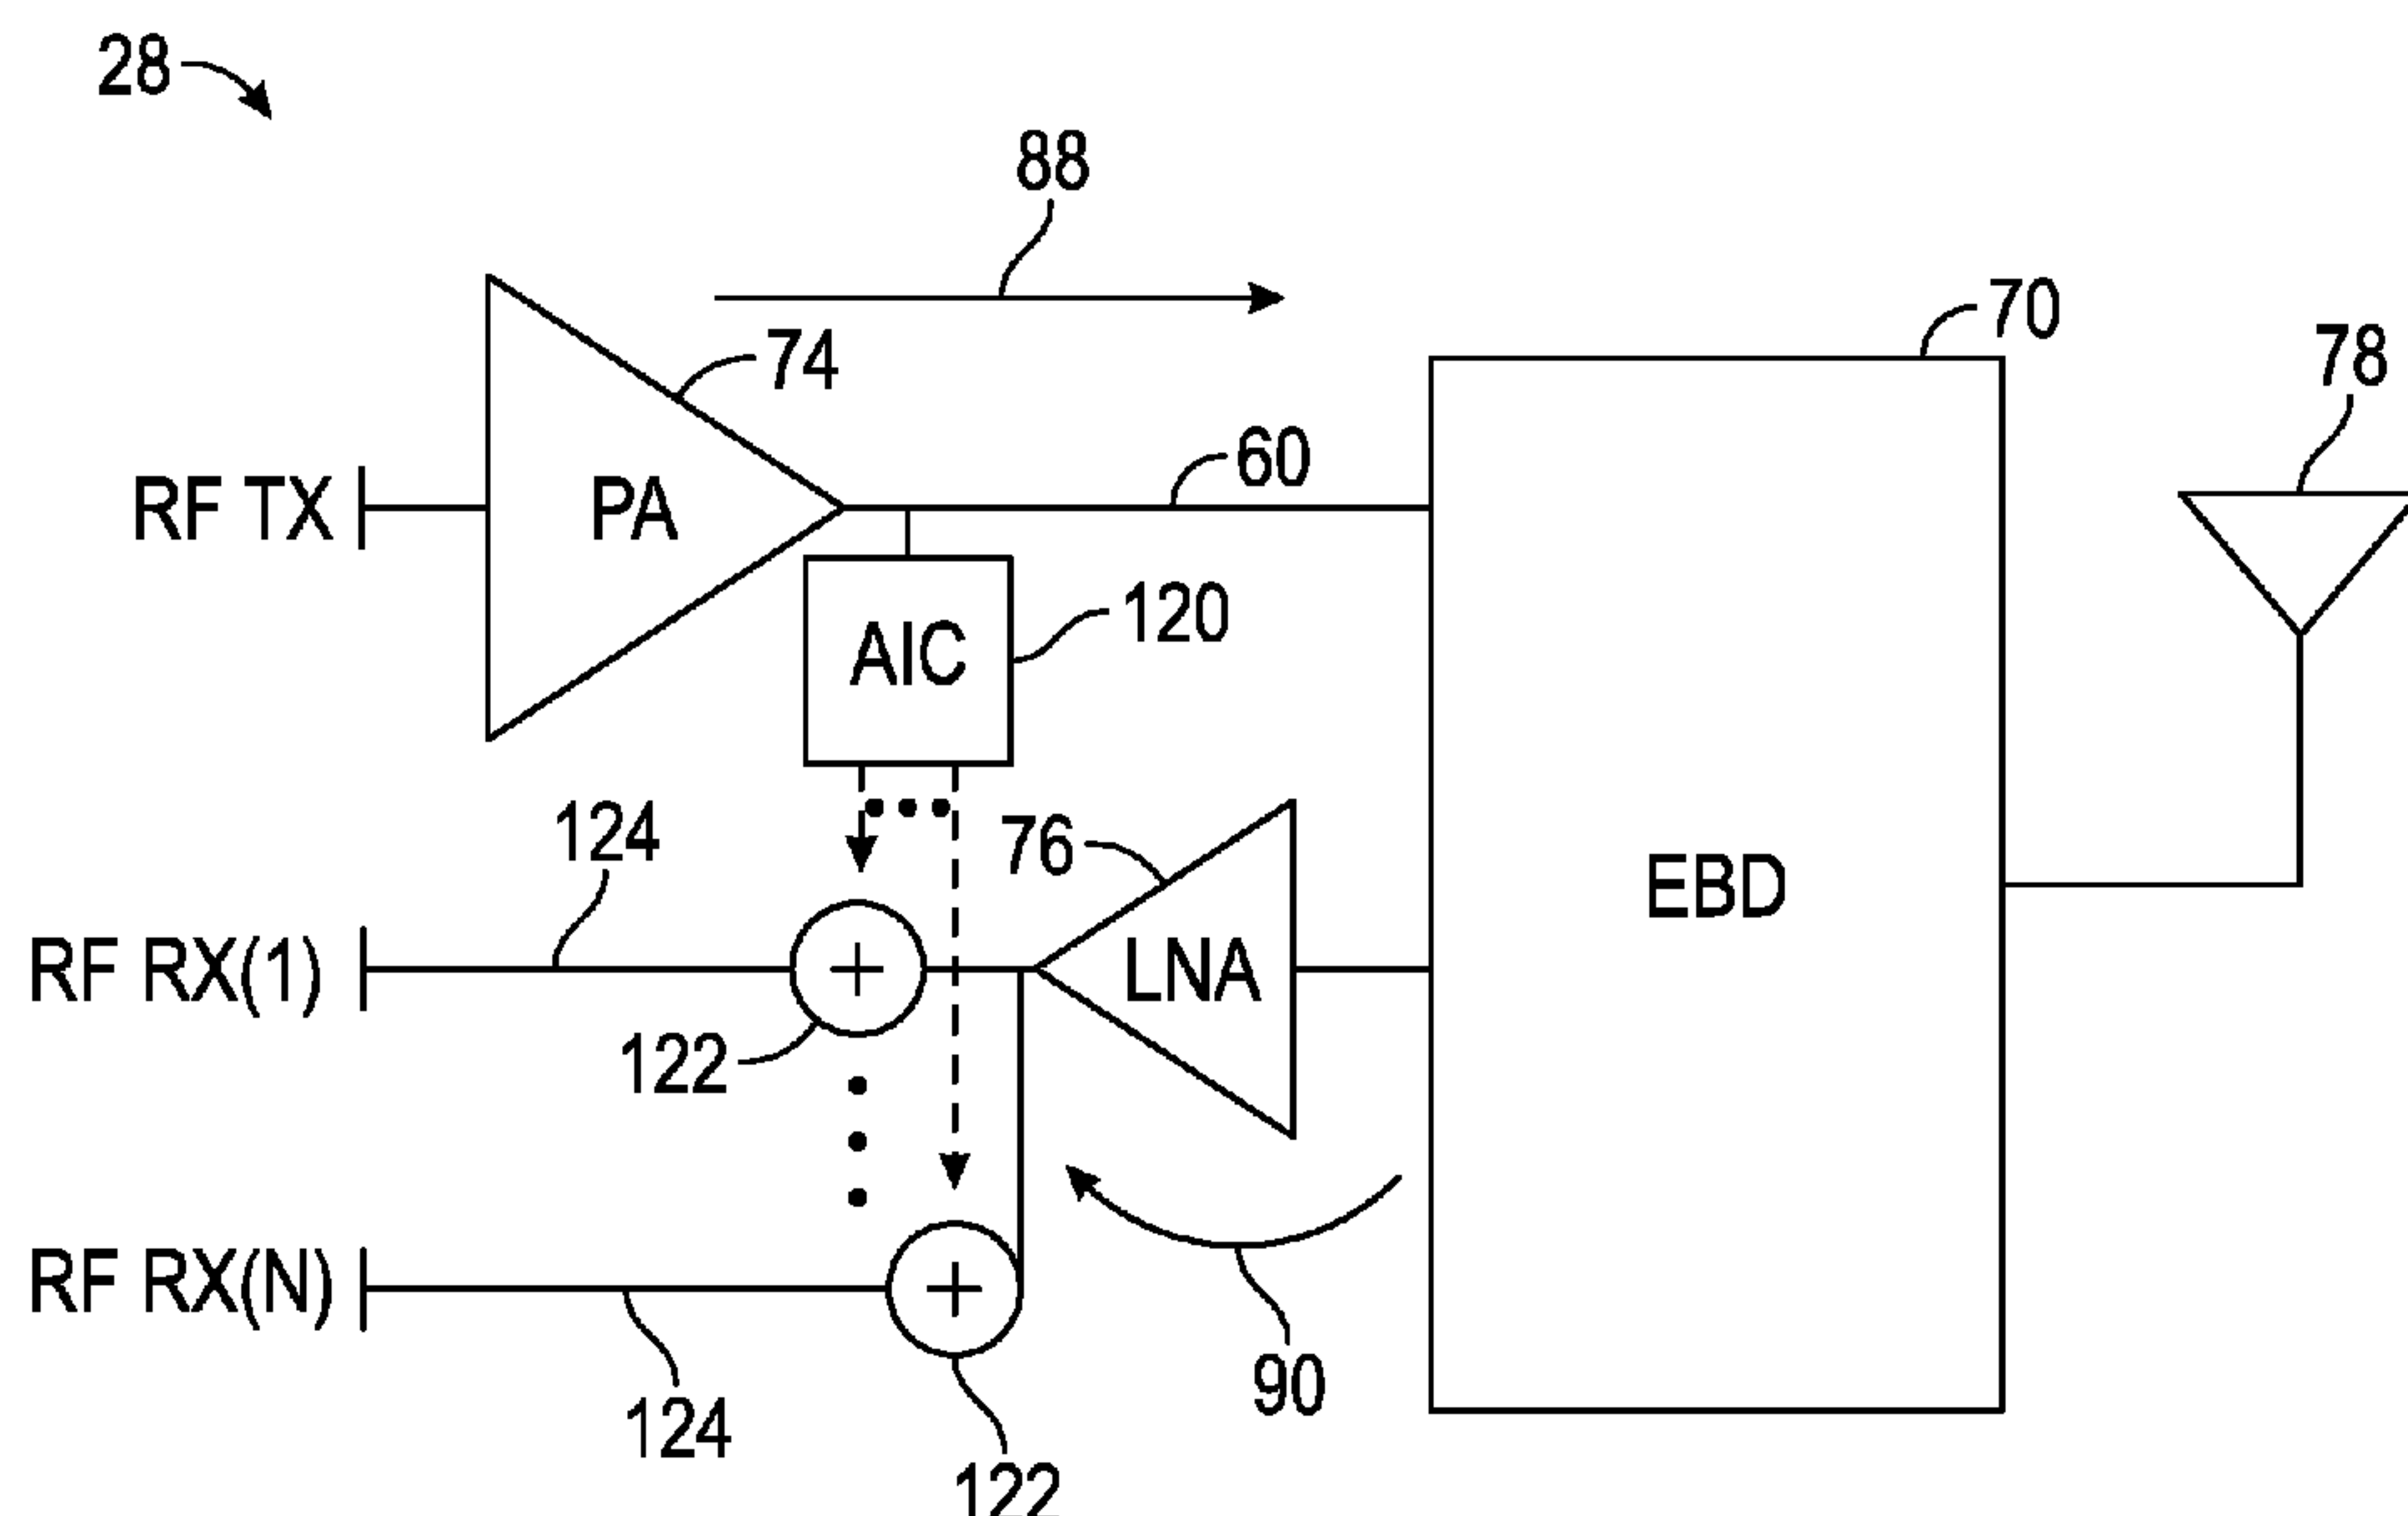 28
88
70
78
74
60
RF TX
PA
AIC
120
124
76
RF RX(1)
LNA
EBD
122
RF RX(N)
90
124
122